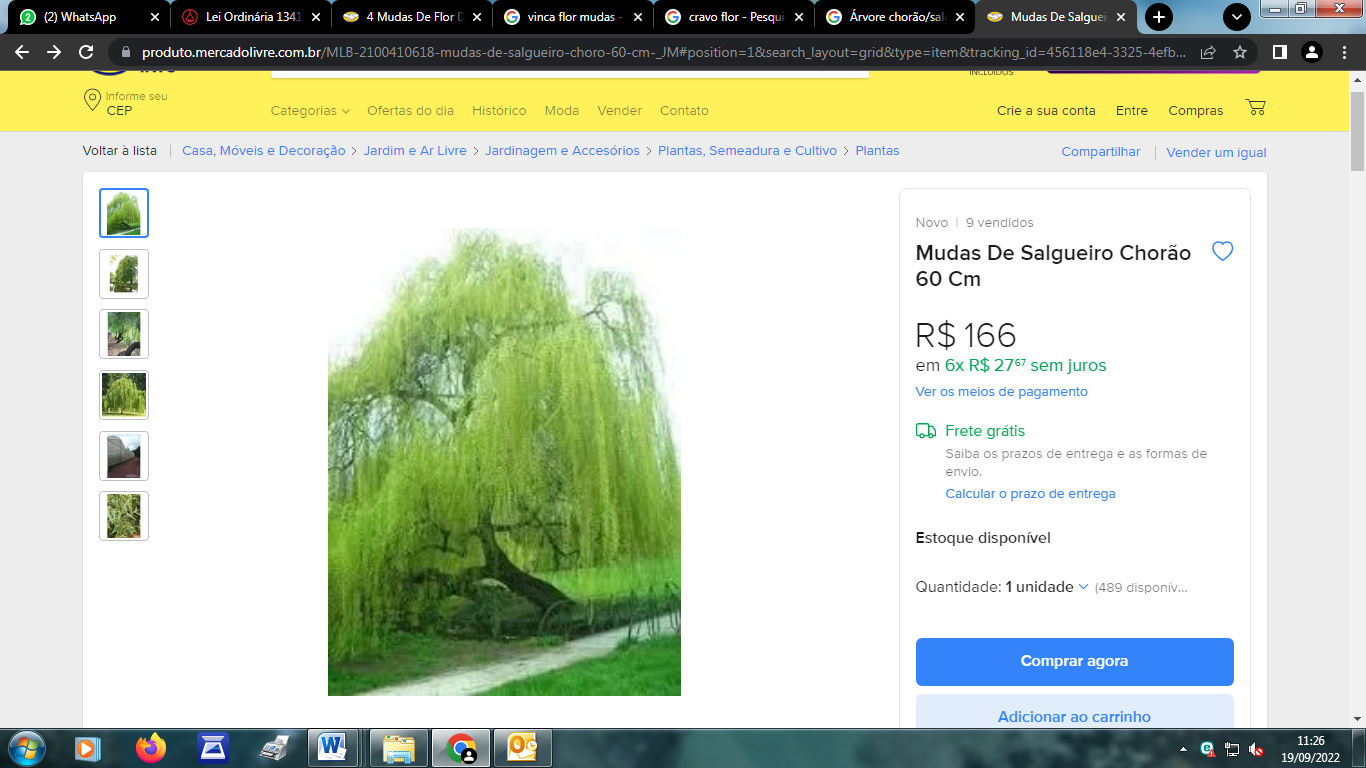 (2) WhatsApp
Lei Ordinária 1341
4 Mudas De Flor D
vinca flor mudas -
cravo flor - Pesqui
Árvore chorão/sal
Mudas De Salguei
produto.mercadolivre.com.br/MLB-2100410618-mudas-de-salgueiro-choro-60-cm-_JM#position=1&search_layout=grid&type=item&tracking_id=456118e4-3325-4efb...
INCLUÍDOS
Informe seu
CEP
Categorias
Ofertas do dia
Histórico
Moda
Vender
Contato
Crie a sua conta
Entre
Compras
Voltar à lista
Casa, Móveis e Decoração
Jardim e Ar Livre
Jardinagem e Accesórios
Plantas, Semeadura e Cultivo
Plantas
Compartilhar
Vender um igual
Novo | 9 vendidos
Mudas De Salgueiro Chorão
60 Cm
R$ 166
em 6x R$ 27⁶⁷ sem juros
Ver os meios de pagamento
Frete grátis
Saiba os prazos de entrega e as formas de
envio.
Calcular o prazo de entrega
Estoque disponível
Quantidade: 1 unidade (489 disponív...
Comprar agora
Adicionar ao carrinho
11:26
19/09/2022